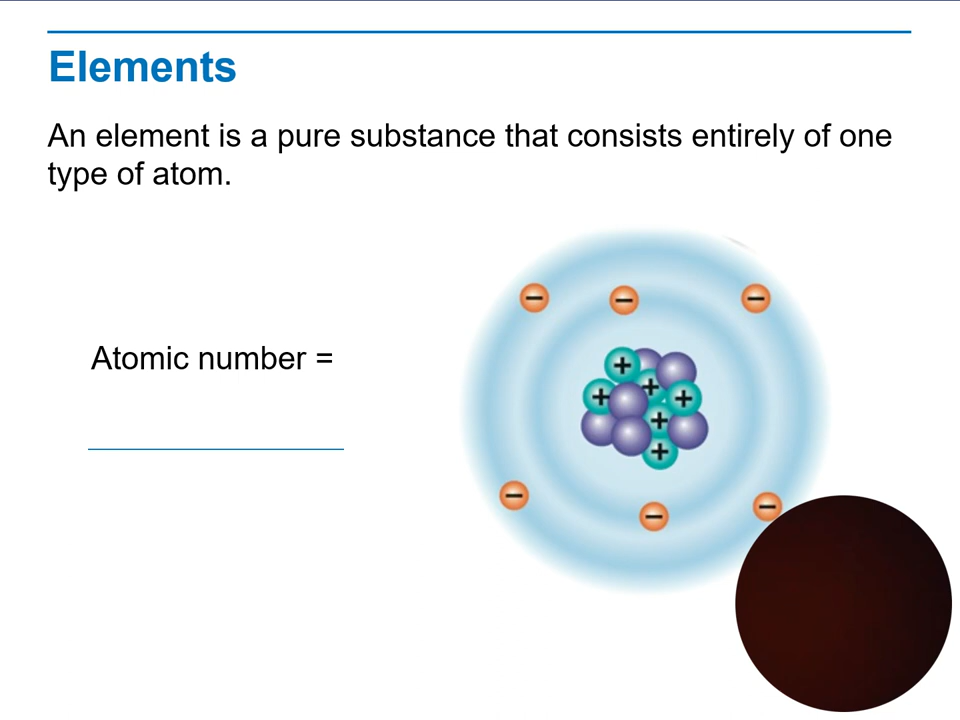 Elements
An element is a pure substance that consists entirely of one
type of atom.
Atomic number =
− − −
+ +
+ +
+
+
− − −